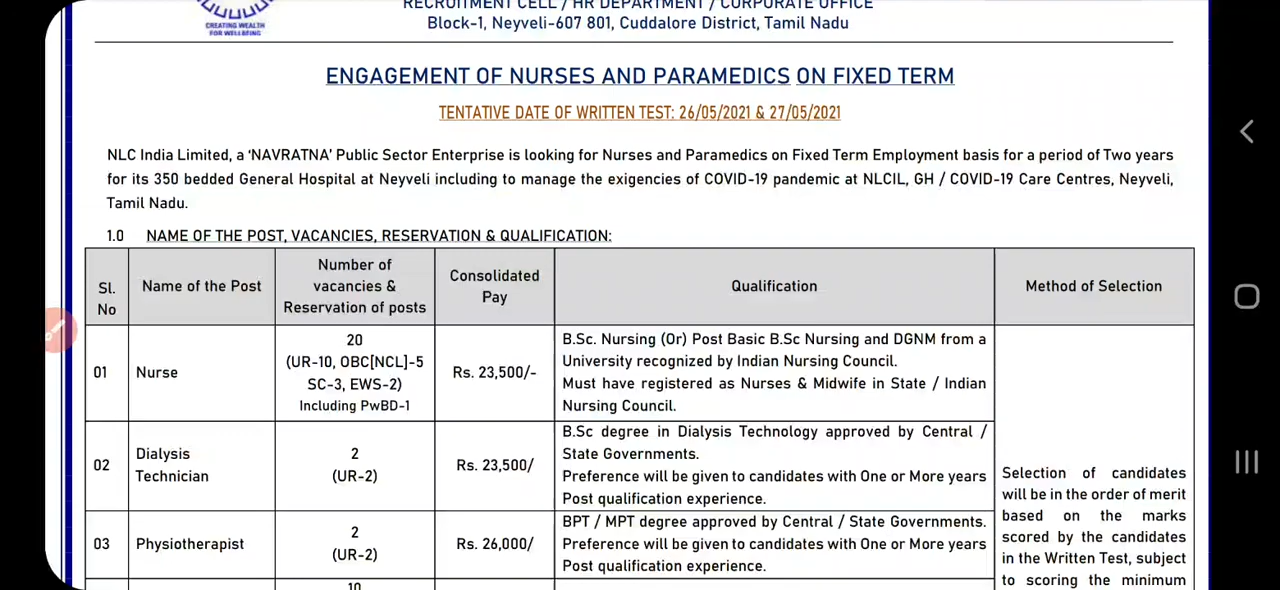 RECRUITMENT CELL / HR DEPARTMENT / CORPORATE OFFICE
CREATING WEALTH
FOR WELLBEING
Block-1, Neyveli-607 801, Cuddalore District, Tamil Nadu
ENGAGEMENT OF NURSES AND PARAMEDICS ON FIXED TERM
TENTATIVE DATE OF WRITTEN TEST: 26/05/2021 & 27/05/2021
NLC India Limited, a ‘NAVRATNA’ Public Sector Enterprise is looking for Nurses and Paramedics on Fixed Term Employment basis for a period of Two years
for its 350 bedded General Hospital at Neyveli including to manage the exigencies of COVID-19 pandemic at NLCIL, GH / COVID-19 Care Centres, Neyveli,
Tamil Nadu.
1.0 NAME OF THE POST, VACANCIES, RESERVATION & QUALIFICATION:
Sl.
No
Name of the Post
Number of
vacancies &
Reservation of posts
Consolidated
Pay
Qualification
Method of Selection
01
Nurse
20
(UR-10, OBC[NCL]-5
SC-3, EWS-2)
Including PwBD-1
Rs. 23,500/-
B.Sc. Nursing (Or) Post Basic B.Sc Nursing and DGNM from a
University recognized by Indian Nursing Council.
Must have registered as Nurses & Midwife in State / Indian
Nursing Council.
02
Dialysis
Technician
2
(UR-2)
Rs. 23,500/
B.Sc degree in Dialysis Technology approved by Central /
State Governments.
Preference will be given to candidates with One or More years
Post qualification experience.
03
Physiotherapist
2
(UR-2)
Rs. 26,000/
BPT / MPT degree approved by Central / State Governments.
Preference will be given to candidates with One or More years
Post qualification experience.
10
Selection of candidates
will be in the order of merit
based on the marks
scored by the candidates
in the Written Test, subject
to scoring the minimum